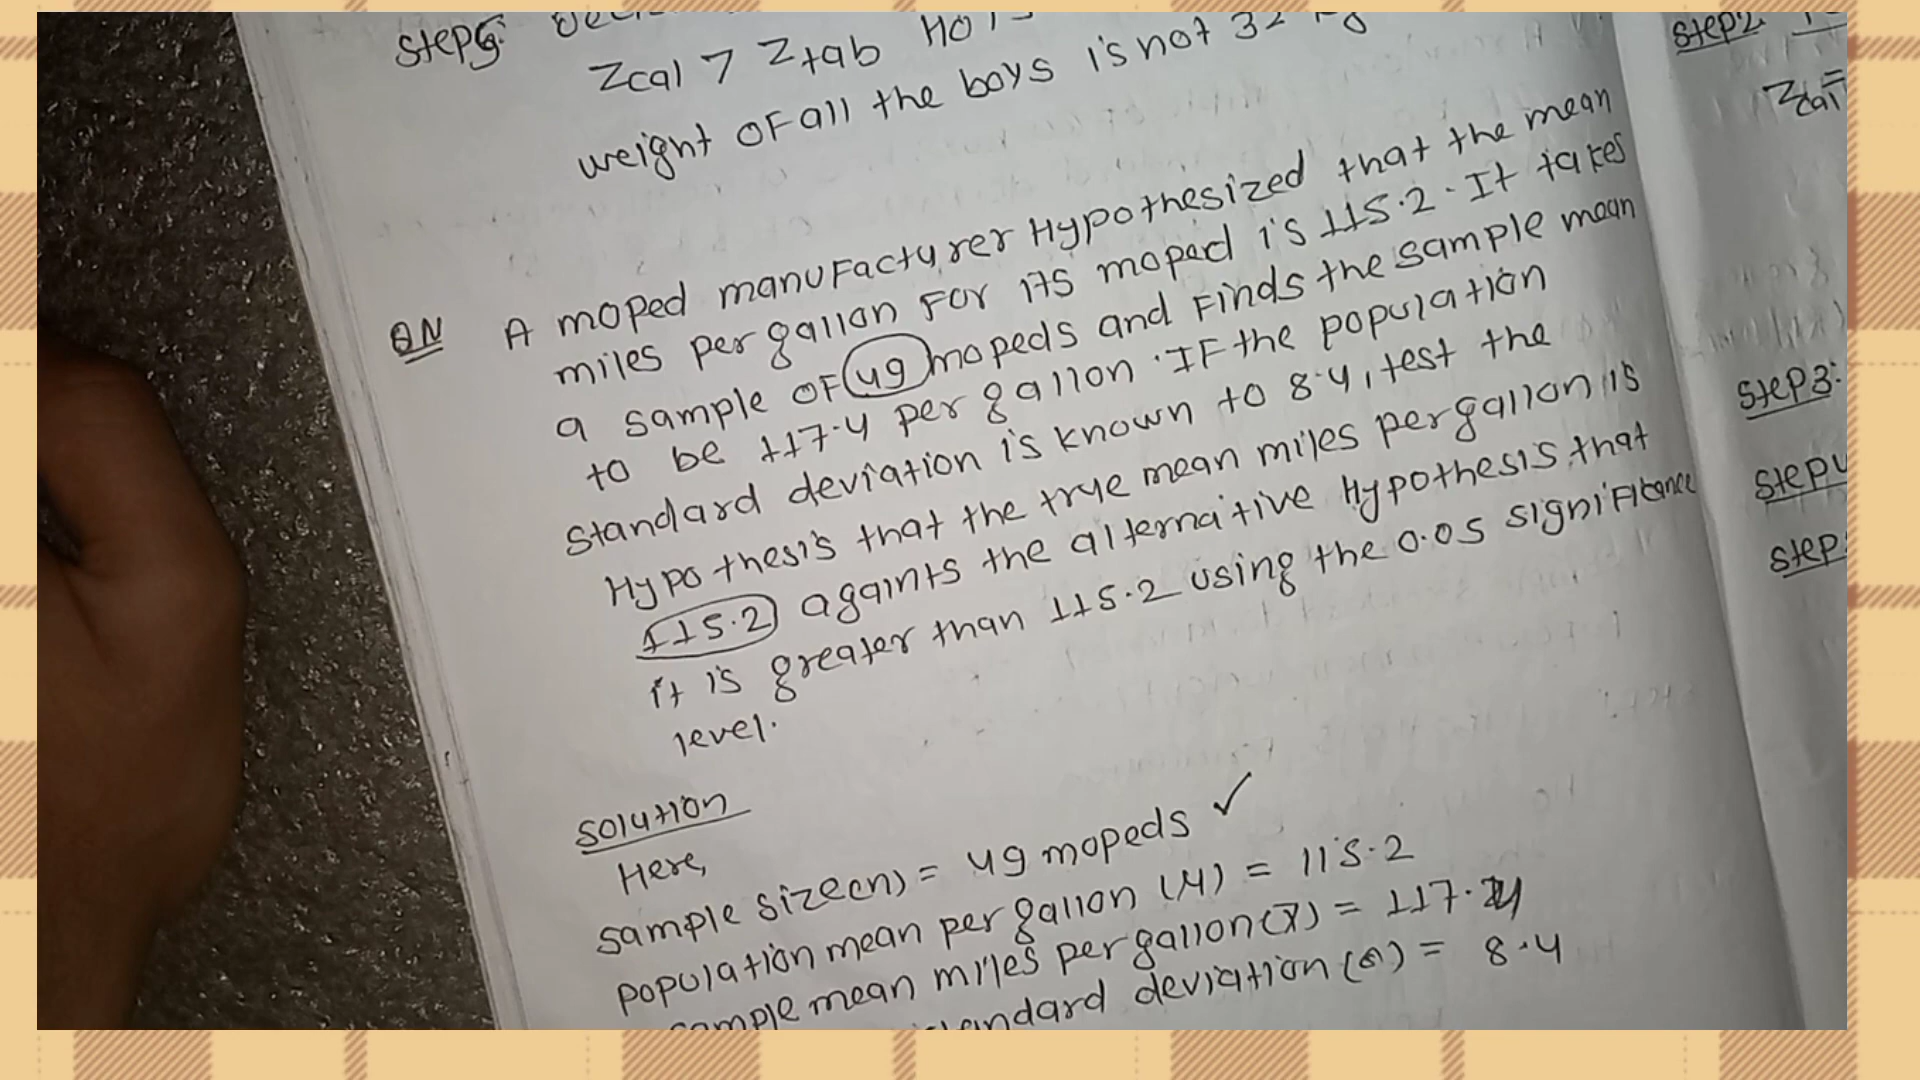 Step5:
Zcal > Ztab Ho is
weight of all the boys is not 32 kg
QN A moped manufacturer Hypothesized that the mean
miles per gallon for its moped is 115.2. It takes
a sample of 49 mopeds and finds the sample mean
to be 117.4 per gallon. If the population
standard deviation is known to 8.4, test the
Hypothesis that the true mean miles per gallon is
115.2 againts the alternative Hypothesis that
it is greater than 115.2 using the 0.05 significance
level.
Solution
Here,
sample size(n) = 49 mopeds ✓
population mean per gallon (μ) = 115.2
sample mean miles per gallon (x̄) = 117.4
standard deviation (σ) = 8.4
Step2
Zcal =
Step3:
Step4
Step